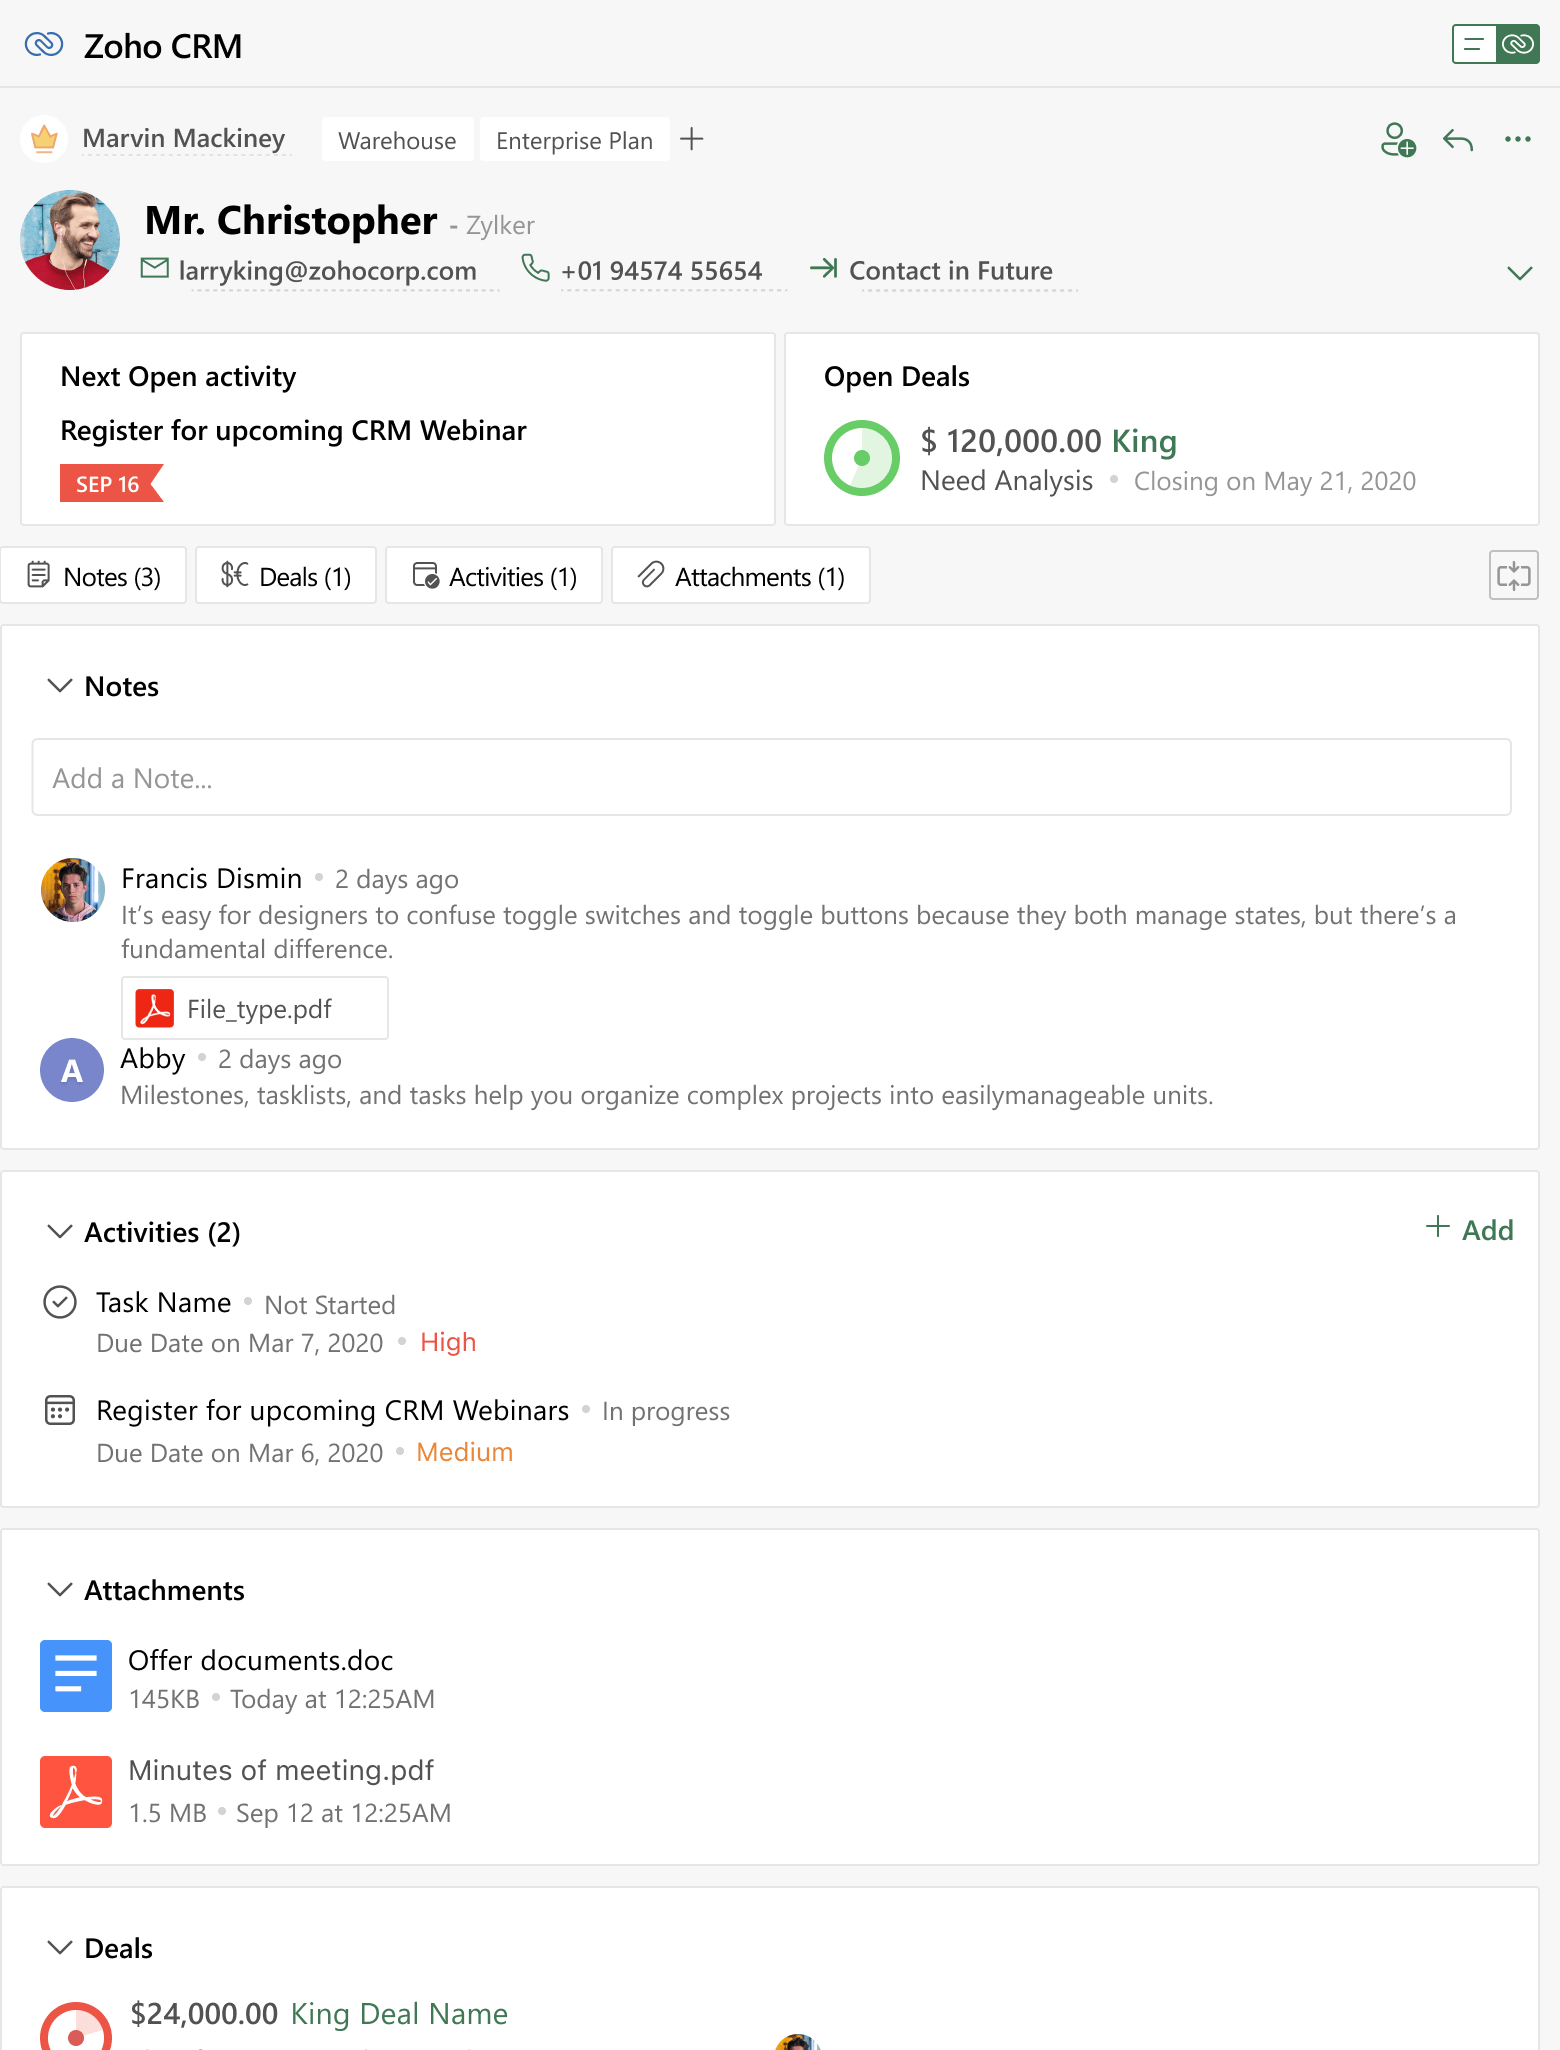 Zoho CRM
Marvin Mackiney Warehouse Enterprise Plan
Mr. Christopher - Zylker
larryking@zohocorp.com +01 94574 55654 Contact in Future
Next Open activity
Register for upcoming CRM Webinar
SEP 16
Open Deals
$ 120,000.00 King
Need Analysis • Closing on May 21, 2020
Notes (3) Deals (1) Activities (1) Attachments (1)
Notes
Add a Note...
Francis Dismin • 2 days ago
It’s easy for designers to confuse toggle switches and toggle buttons because they both manage states, but there’s a
fundamental difference.
File_type.pdf
A Abby • 2 days ago
Milestones, tasklists, and tasks help you organize complex projects into easilymanageable units.
Activities (2) + Add
Task Name • Not Started
Due Date on Mar 7, 2020 • High
Register for upcoming CRM Webinars • In progress
Due Date on Mar 6, 2020 • Medium
Attachments
Offer documents.doc
145KB • Today at 12:25AM
Minutes of meeting.pdf
1.5 MB • Sep 12 at 12:25AM
Deals
$24,000.00 King Deal Name